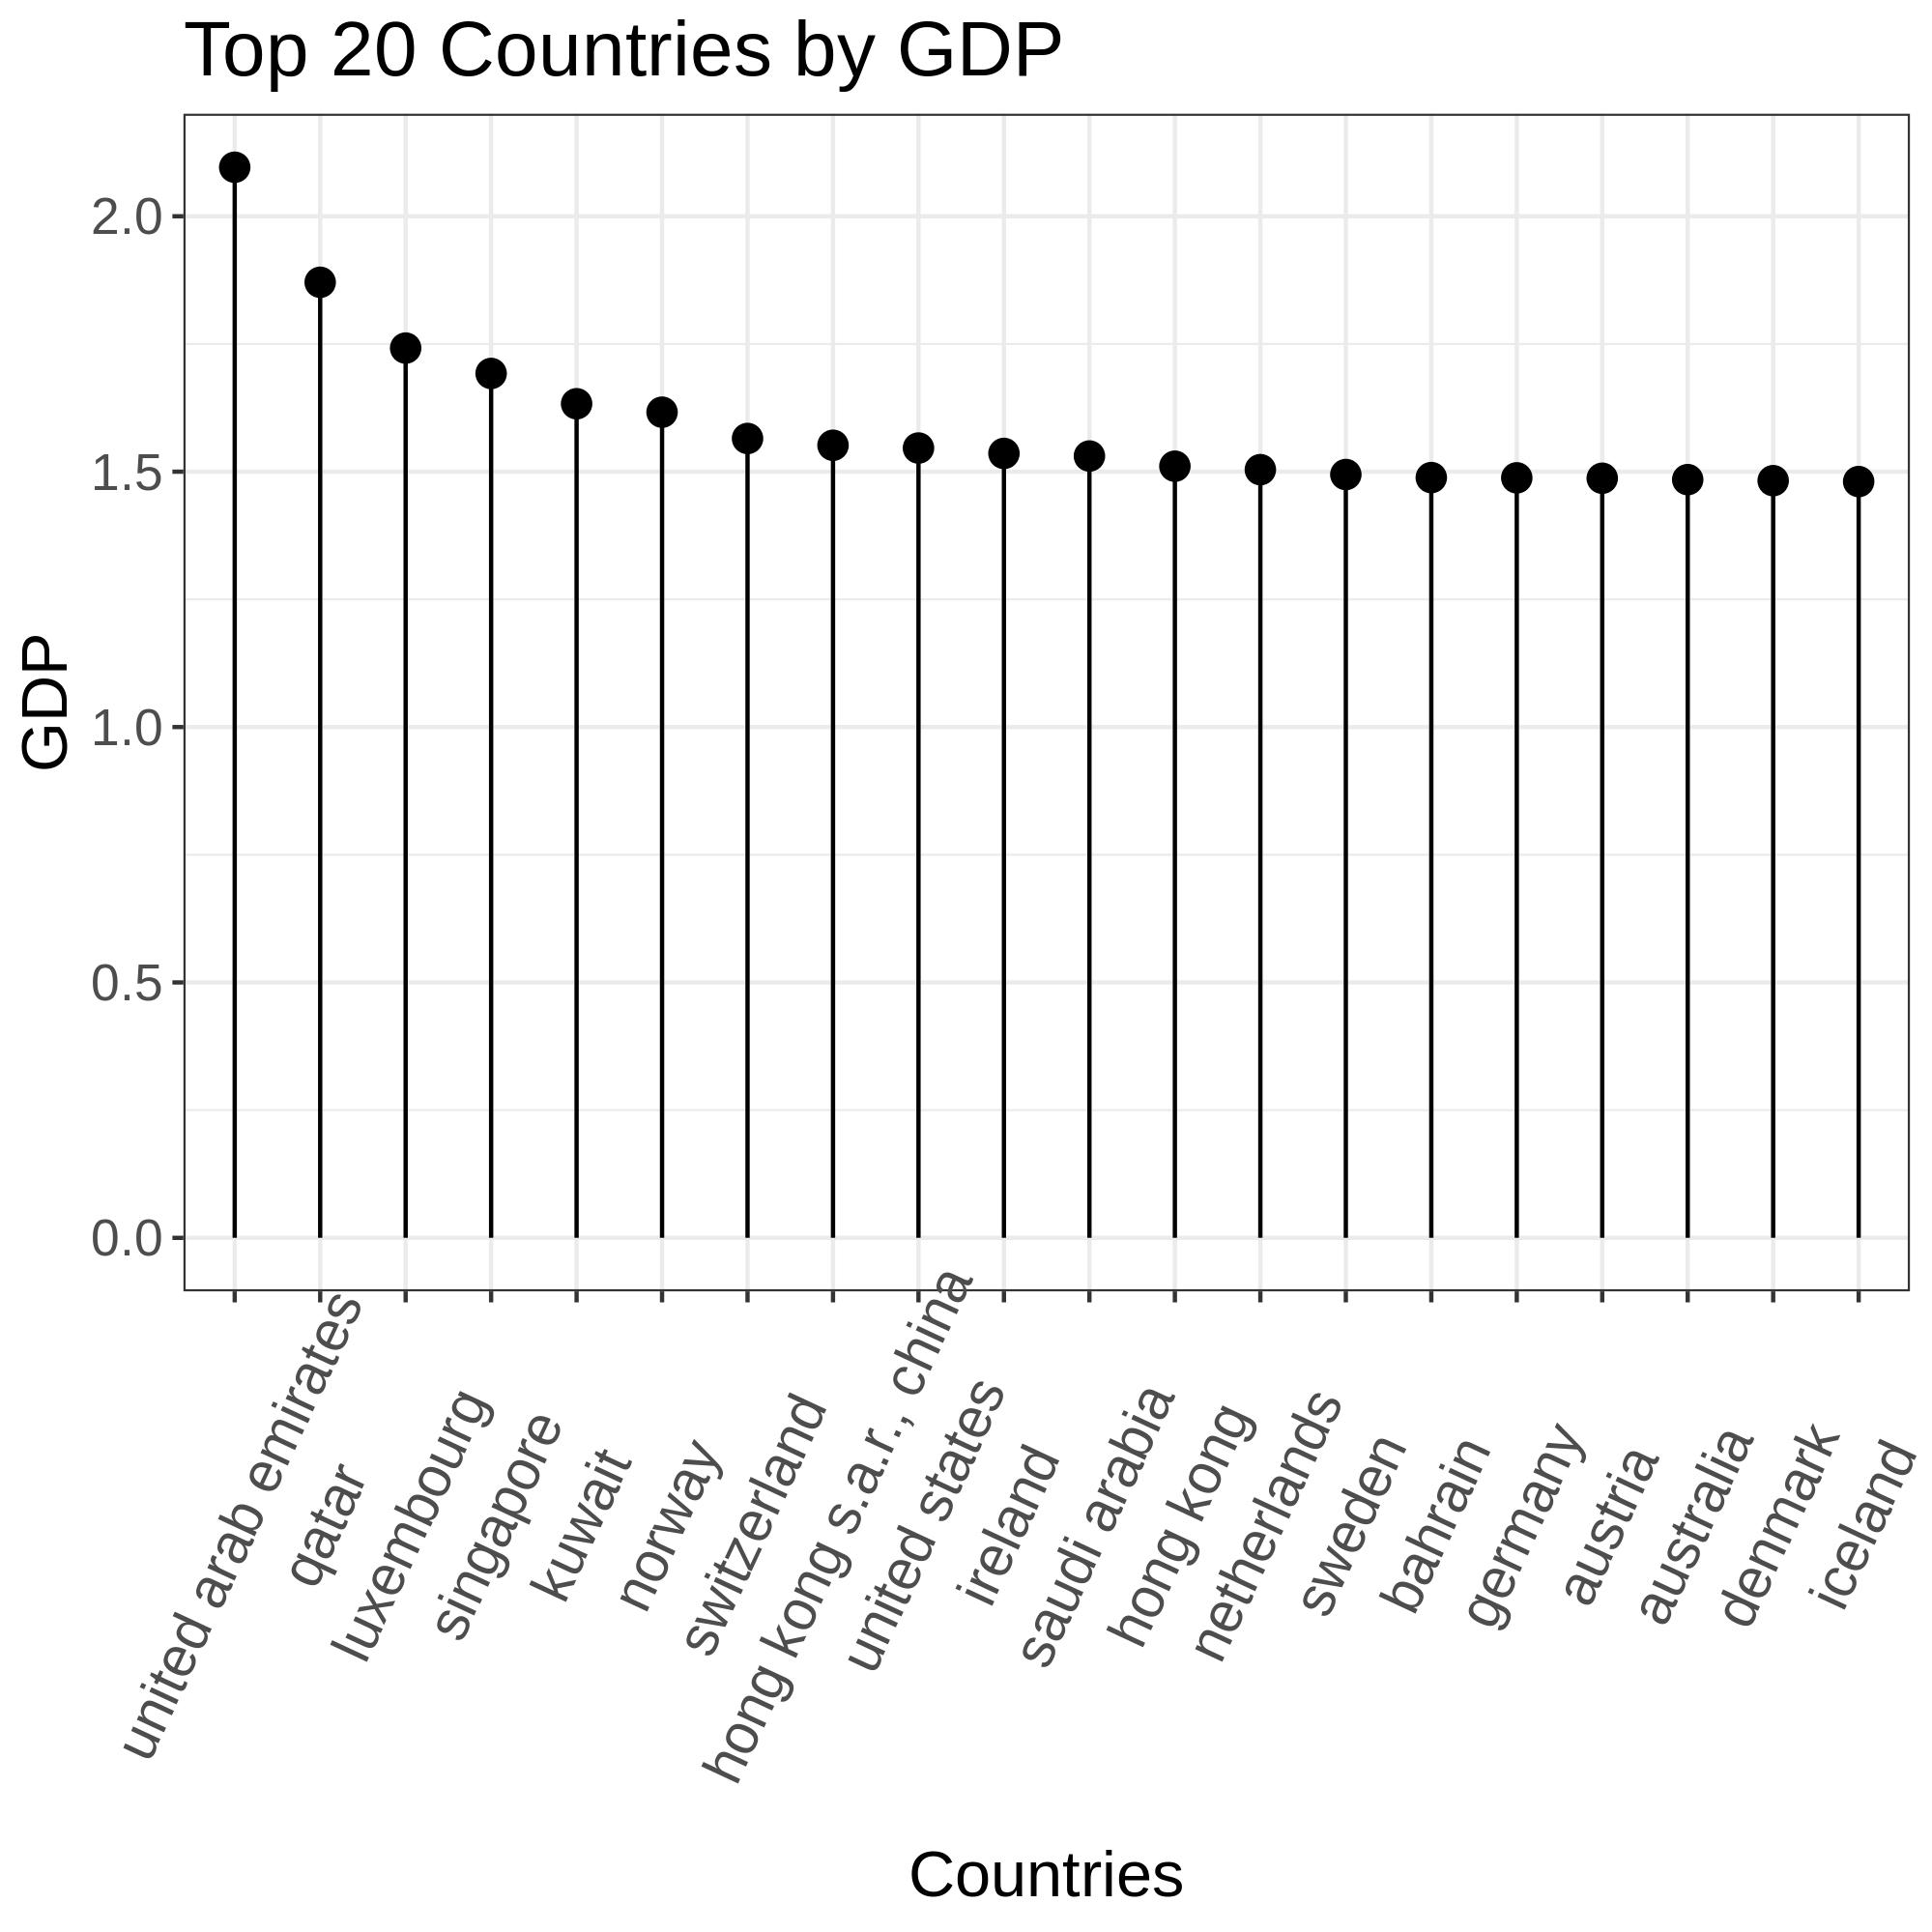 Top 20 Countries by GDP
GDP
2.0
1.5
1.0
0.5
0.0
united arab emirates
qatar
luxembourg
singapore
kuwait
norway
switzerland
hong kong s.a.r., china
united states
ireland
saudi arabia
hong kong
netherlands
sweden
bahrain
germany
austria
australia
denmark
iceland
Countries